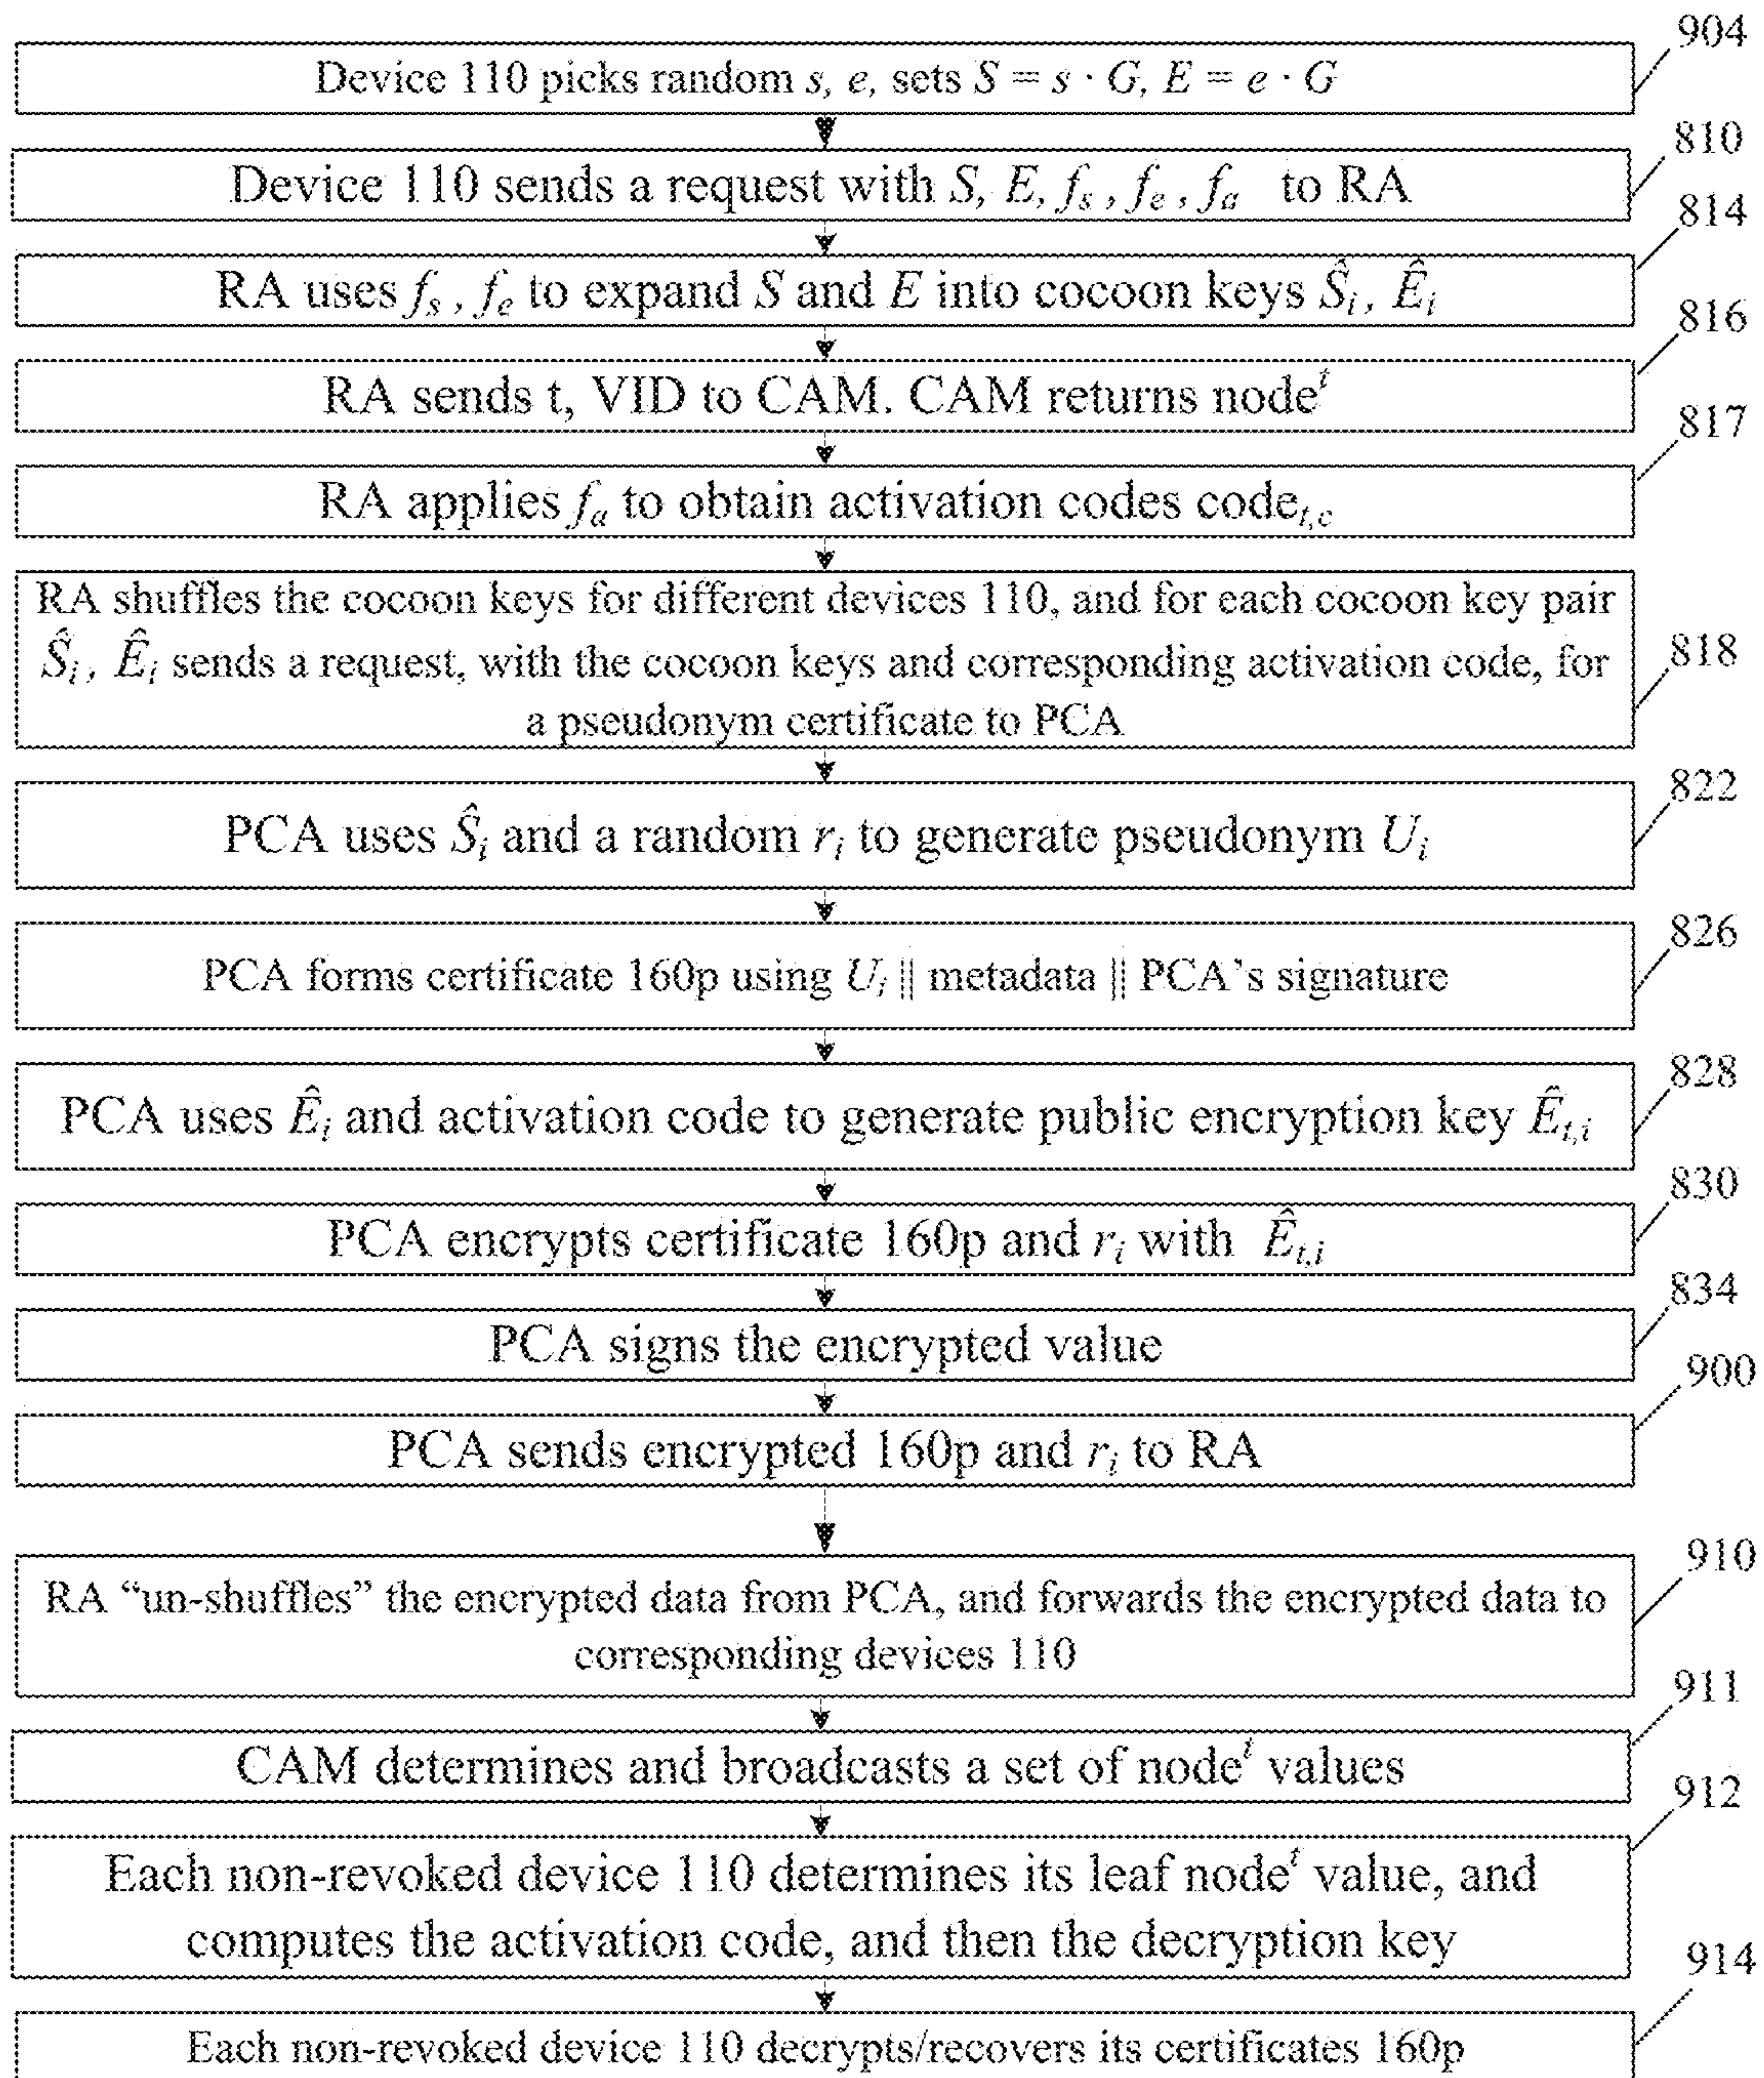 904
Device 110 picks random s, e, sets S = s · G, E = e · G
810
Device 110 sends a request with S, E, fₛ, fₑ, fₐ to RA
814
RA uses fₛ, fₑ to expand S and E into cocoon keys Ŝᵢ, Êᵢ
816
RA sends t, VID to CAM. CAM returns nodeᵗ
817
RA applies fₐ to obtain activation codes code_{t,c}
RA shuffles the cocoon keys for different devices 110, and for each cocoon key pair
Ŝᵢ, Êᵢ sends a request, with the cocoon keys and corresponding activation code, for
a pseudonym certificate to PCA
818
822
PCA uses Ŝᵢ and a random rᵢ to generate pseudonym Uᵢ
826
PCA forms certificate 160p using Uᵢ || metadata || PCA's signature
828
PCA uses Êᵢ and activation code to generate public encryption key Ê_{t,i}
830
PCA encrypts certificate 160p and rᵢ with Ê_{t,i}
834
PCA signs the encrypted value
900
PCA sends encrypted 160p and rᵢ to RA
910
RA “un-shuffles” the encrypted data from PCA, and forwards the encrypted data to
corresponding devices 110
911
CAM determines and broadcasts a set of nodeᵗ values
912
Each non-revoked device 110 determines its leaf nodeᵗ value, and
computes the activation code, and then the decryption key
914
Each non-revoked device 110 decrypts/recovers its certificates 160p